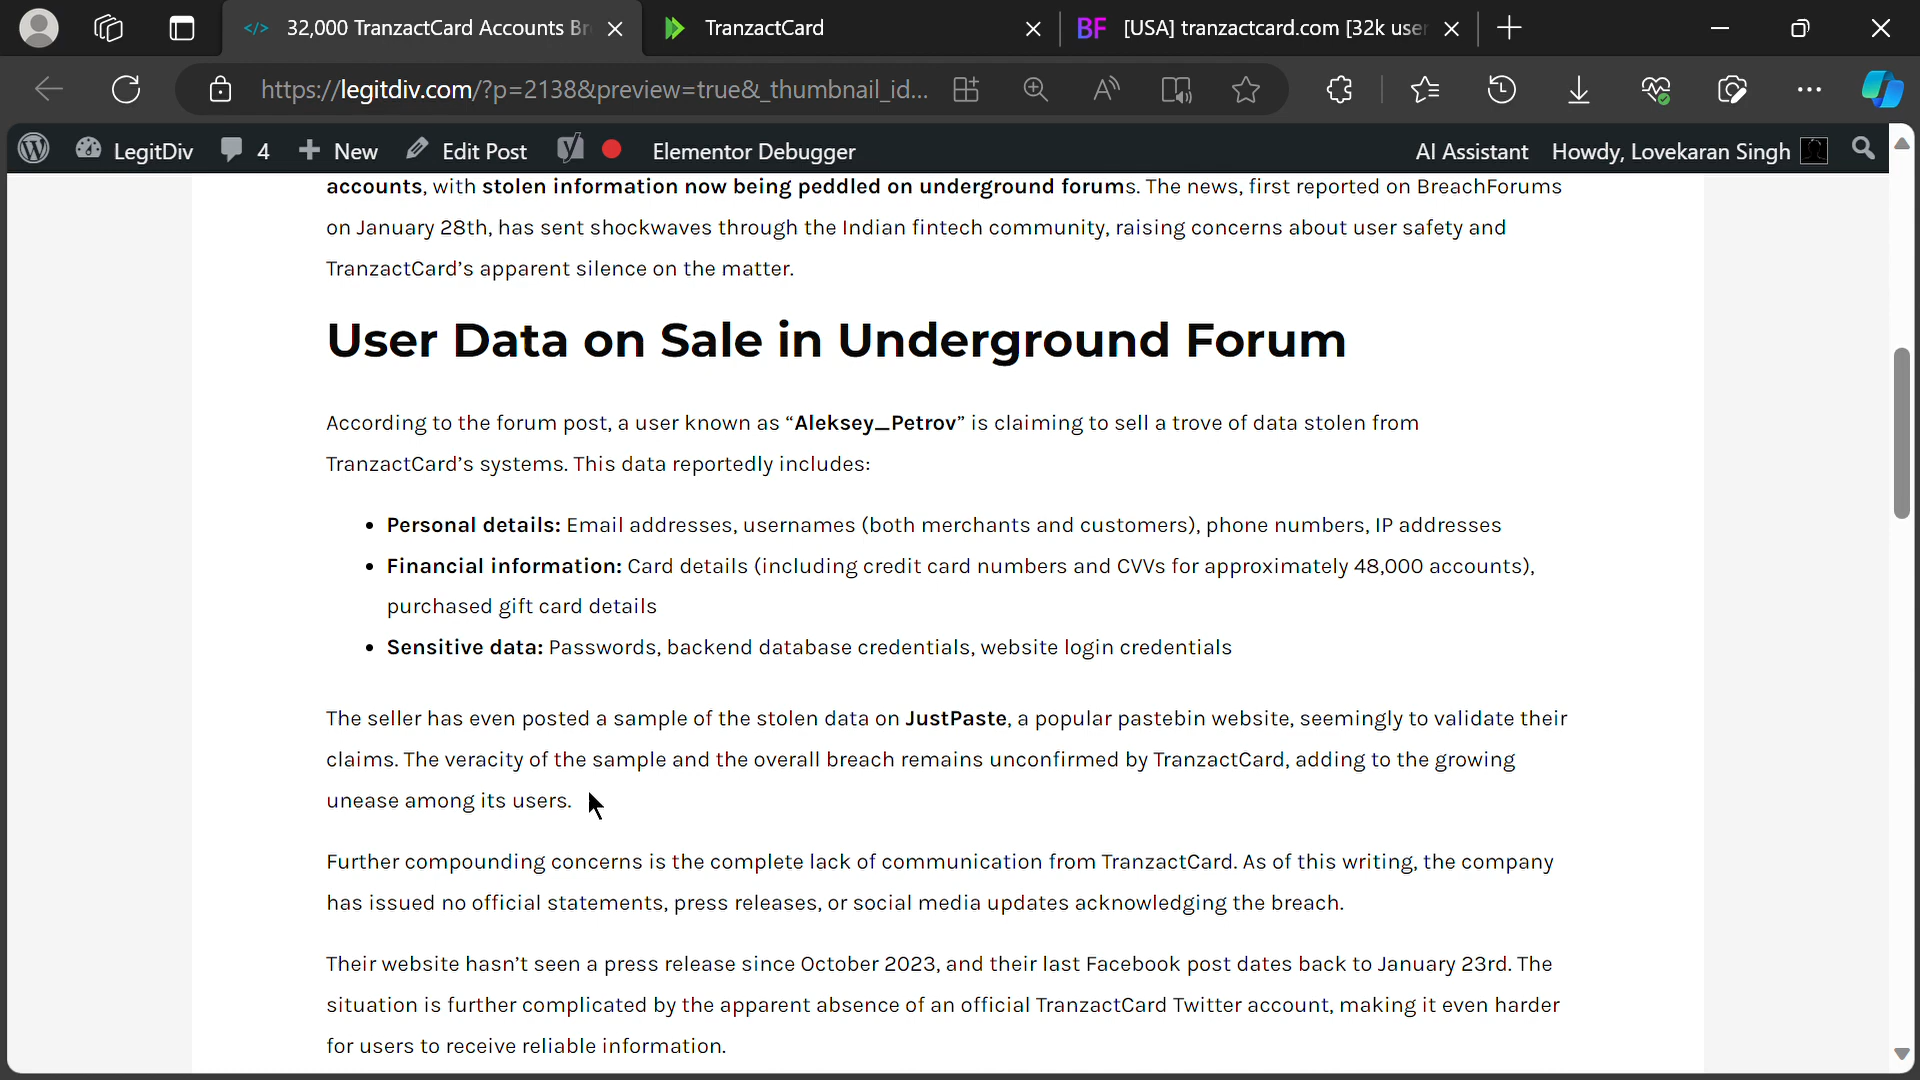 32,000 TranzactCard Accounts Br
TranzactCard
BF [USA] tranzactcard.com [32k user
https://legitdiv.com/?p=2138&preview=true&_thumbnail_id...
LegitDiv 4 New Edit Post Elementor Debugger AI Assistant Howdy, Lovekaran Singh
accounts, with stolen information now being peddled on underground forums. The news, first reported on BreachForums
on January 28th, has sent shockwaves through the Indian fintech community, raising concerns about user safety and
TranzactCard’s apparent silence on the matter.
User Data on Sale in Underground Forum
According to the forum post, a user known as “Aleksey_Petrov” is claiming to sell a trove of data stolen from
TranzactCard’s systems. This data reportedly includes:
• Personal details: Email addresses, usernames (both merchants and customers), phone numbers, IP addresses
• Financial information: Card details (including credit card numbers and CVVs for approximately 48,000 accounts),
purchased gift card details
• Sensitive data: Passwords, backend database credentials, website login credentials
The seller has even posted a sample of the stolen data on JustPaste, a popular pastebin website, seemingly to validate their
claims. The veracity of the sample and the overall breach remains unconfirmed by TranzactCard, adding to the growing
unease among its users.
Further compounding concerns is the complete lack of communication from TranzactCard. As of this writing, the company
has issued no official statements, press releases, or social media updates acknowledging the breach.
Their website hasn’t seen a press release since October 2023, and their last Facebook post dates back to January 23rd. The
situation is further complicated by the apparent absence of an official TranzactCard Twitter account, making it even harder
for users to receive reliable information.